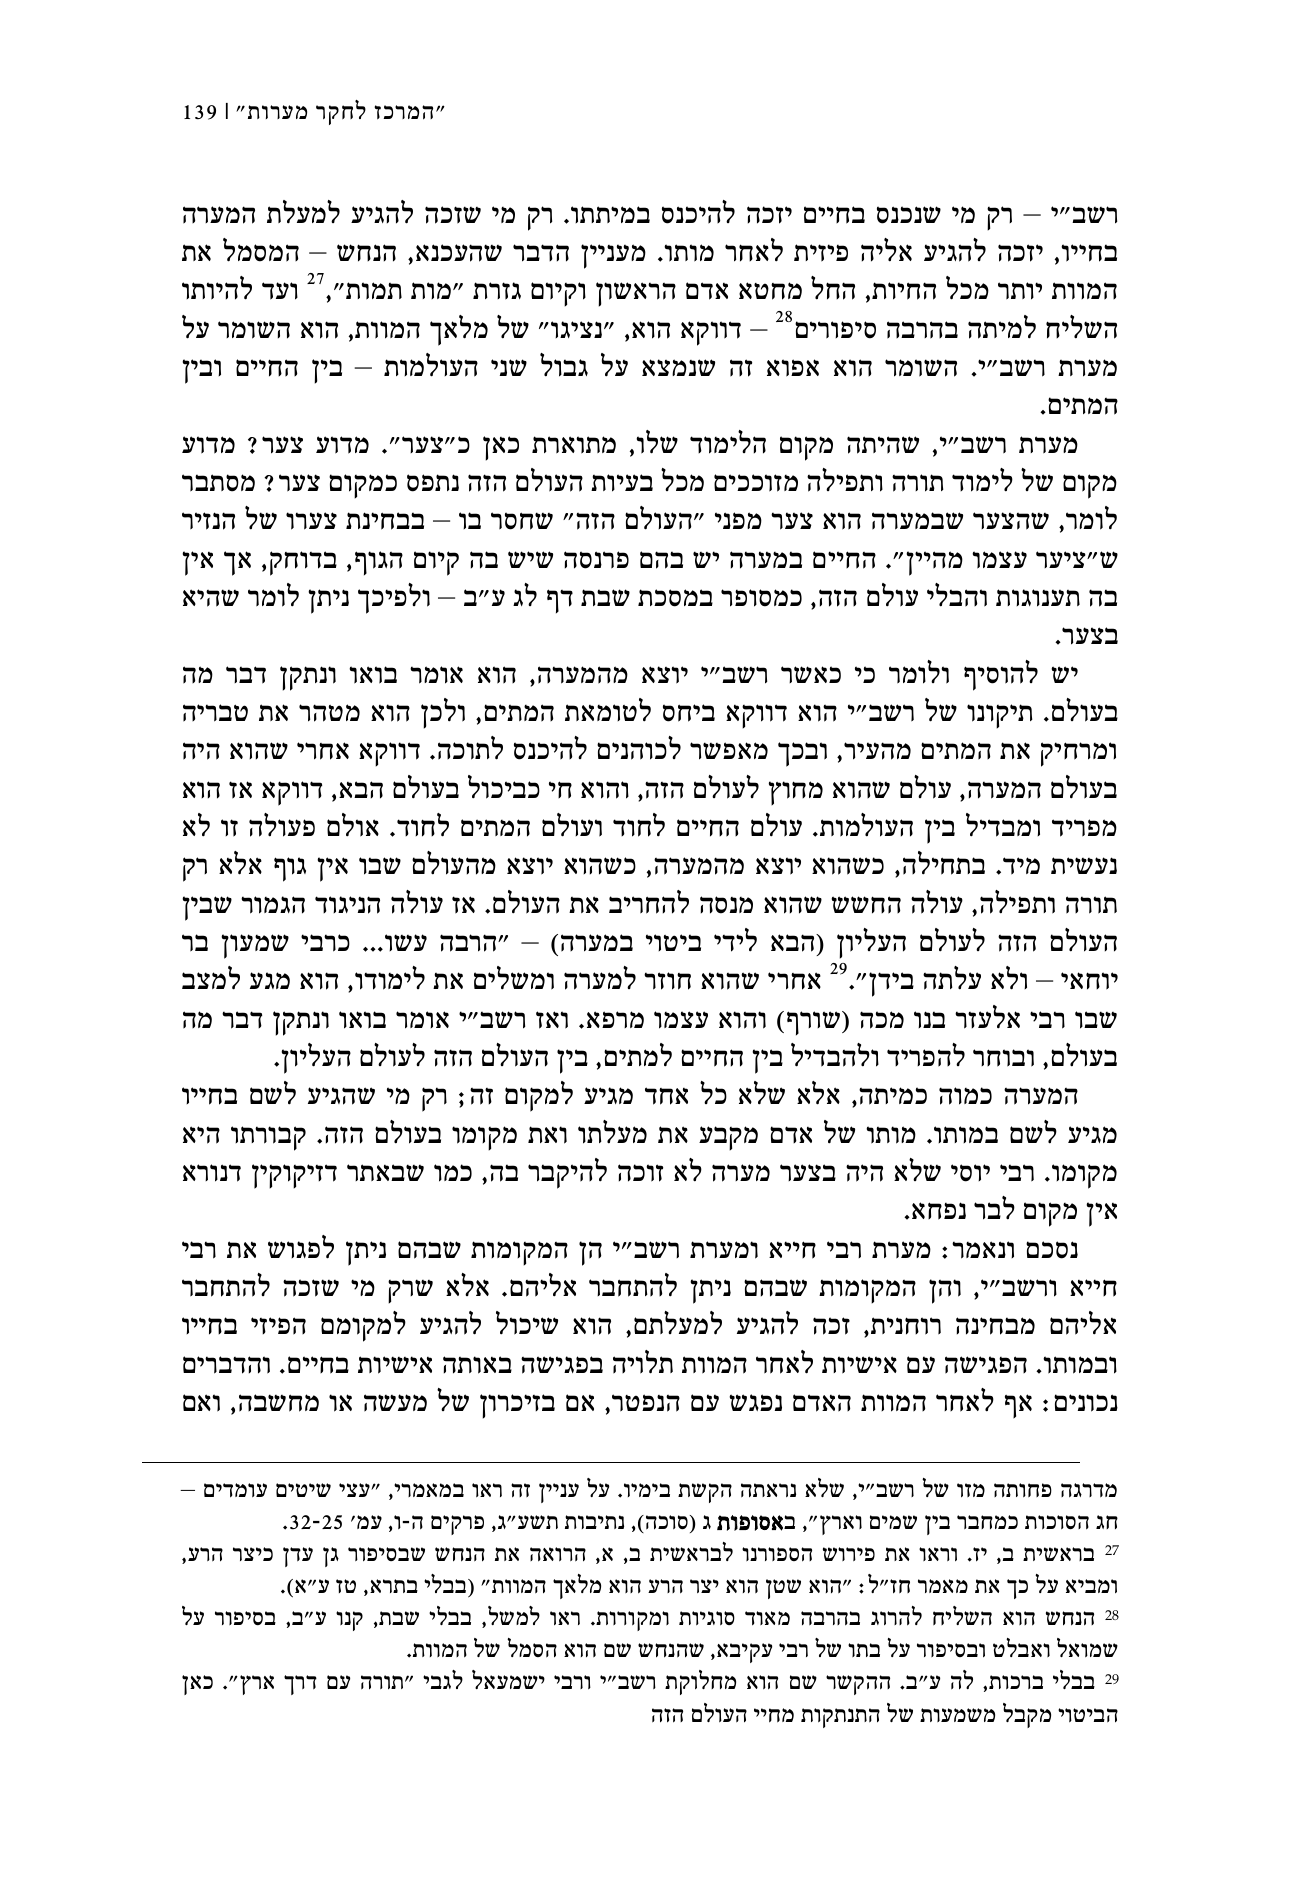 "המרכז לחקר מערות" | 139
רשב"י – רק מי שנכנס בחיים יזכה להיכנס במיתתו. רק מי שזכה להגיע למעלת המערה
בחייו, יזכה להגיע אליה פיזית לאחר מותו. מעניין הדבר שהעכנא, הנחש – המסמל את
המוות יותר מכל החיות, החל מחטא אדם הראשון וקיום גזרת "מות תמות",27 ועד להיותו
השליח למיתה בהרבה סיפורים28 – דווקא הוא, "נציגו" של מלאך המוות, הוא השומר על
מערת רשב"י. השומר הוא אפוא זה שנמצא על גבול שני העולמות – בין החיים ובין
המתים.
מערת רשב"י, שהיתה מקום הלימוד שלו, מתוארת כאן כ"צער". מדוע צער? מדוע
מקום של לימוד תורה ותפילה מזוככים מכל בעיות העולם הזה נתפס כמקום צער? מסתבר
לומר, שהצער שבמערה הוא צער מפני "העולם הזה" שחסר בו – בבחינת צערו של הנזיר
ש"ציער עצמו מהיין". החיים במערה יש בהם פרנסה שיש בה קיום הגוף, בדוחק, אך אין
בה תענוגות והבלי עולם הזה, כמסופר במסכת שבת דף לג ע"ב – ולפיכך ניתן לומר שהיא
בצער.
יש להוסיף ולומר כי כאשר רשב"י יוצא מהמערה, הוא אומר בואו ונתקן דבר מה
בעולם. תיקונו של רשב"י הוא דווקא ביחס לטומאת המתים, ולכן הוא מטהר את טבריה
ומרחיק את המתים מהעיר, ובכך מאפשר לכוהנים להיכנס לתוכה. דווקא אחרי שהוא היה
בעולם המערה, עולם שהוא מחוץ לעולם הזה, והוא חי כביכול בעולם הבא, דווקא אז הוא
מפריד ומבדיל בין העולמות. עולם החיים לחוד ועולם המתים לחוד. אולם פעולה זו לא
נעשית מיד. בתחילה, כשהוא יוצא מהמערה, כשהוא יוצא מהעולם שבו אין גוף אלא רק
תורה ותפילה, עולה החשש שהוא מנסה להחריב את העולם. אז עולה הניגוד הגמור שבין
העולם הזה לעולם העליון (הבא לידי ביטוי במערה) – "הרבה עשו... כרבי שמעון בר
יוחאי – ולא עלתה בידן".29 אחרי שהוא חוזר למערה ומשלים את לימודו, הוא מגע למצב
שבו רבי אלעזר בנו מכה (שורף) והוא עצמו מרפא. ואז רשב"י אומר בואו ונתקן דבר מה
בעולם, ובוחר להפריד ולהבדיל בין החיים למתים, בין העולם הזה לעולם העליון.
המערה כמוה כמיתה, אלא שלא כל אחד מגיע למקום זה; רק מי שהגיע לשם בחייו
מגיע לשם במותו. מותו של אדם מקבע את מעלתו ואת מקומו בעולם הזה. קבורתו היא
מקומו. רבי יוסי שלא היה בצער מערה לא זוכה להיקבר בה, כמו שבאתר דזיקוקין דנורא
אין מקום לבר נפחא.
נסכם ונאמר: מערת רבי חייא ומערת רשב"י הן המקומות שבהם ניתן לפגוש את רבי
חייא ורשב"י, והן המקומות שבהם ניתן להתחבר אליהם. אלא שרק מי שזכה להתחבר
אליהם מבחינה רוחנית, זכה להגיע למעלתם, הוא שיכול להגיע למקומם הפיזי בחייו
ובמותו. הפגישה עם אישיות לאחר המוות תלויה בפגישה באותה אישיות בחיים. והדברים
נכונים: אף לאחר המוות האדם נפגש עם הנפטר, אם בזיכרון של מעשה או מחשבה, ואם
מדרגה פחותה מזו של רשב"י, שלא נראתה הקשת בימיו. על עניין זה ראו במאמרי, "עצי שיטים עומדים –
חג הסוכות כמחבר בין שמים וארץ", באסופות ג (סוכה), נתיבות תשע"ג, פרקים ה-ו, עמ' 32-25.
27 בראשית ב, יז. וראו את פירוש הספורנו לבראשית ב, א, הרואה את הנחש שבסיפור גן עדן כיצר הרע,
ומביא על כך את מאמר חז"ל: "הוא שטן הוא יצר הרע הוא מלאך המוות" (בבלי בתרא, טז ע"א).
28 הנחש הוא השליח להרוג בהרבה מאוד סוגיות ומקורות. ראו למשל, בבלי שבת, קנו ע"ב, בסיפור על
שמואל ואבלט ובסיפור על בתו של רבי עקיבא, שהנחש שם הוא הסמל של המוות.
29 בבלי ברכות, לה ע"ב. ההקשר שם הוא מחלוקת רשב"י ורבי ישמעאל לגבי "תורה עם דרך ארץ". כאן
הביטוי מקבל משמעות של התנתקות מחיי העולם הזה